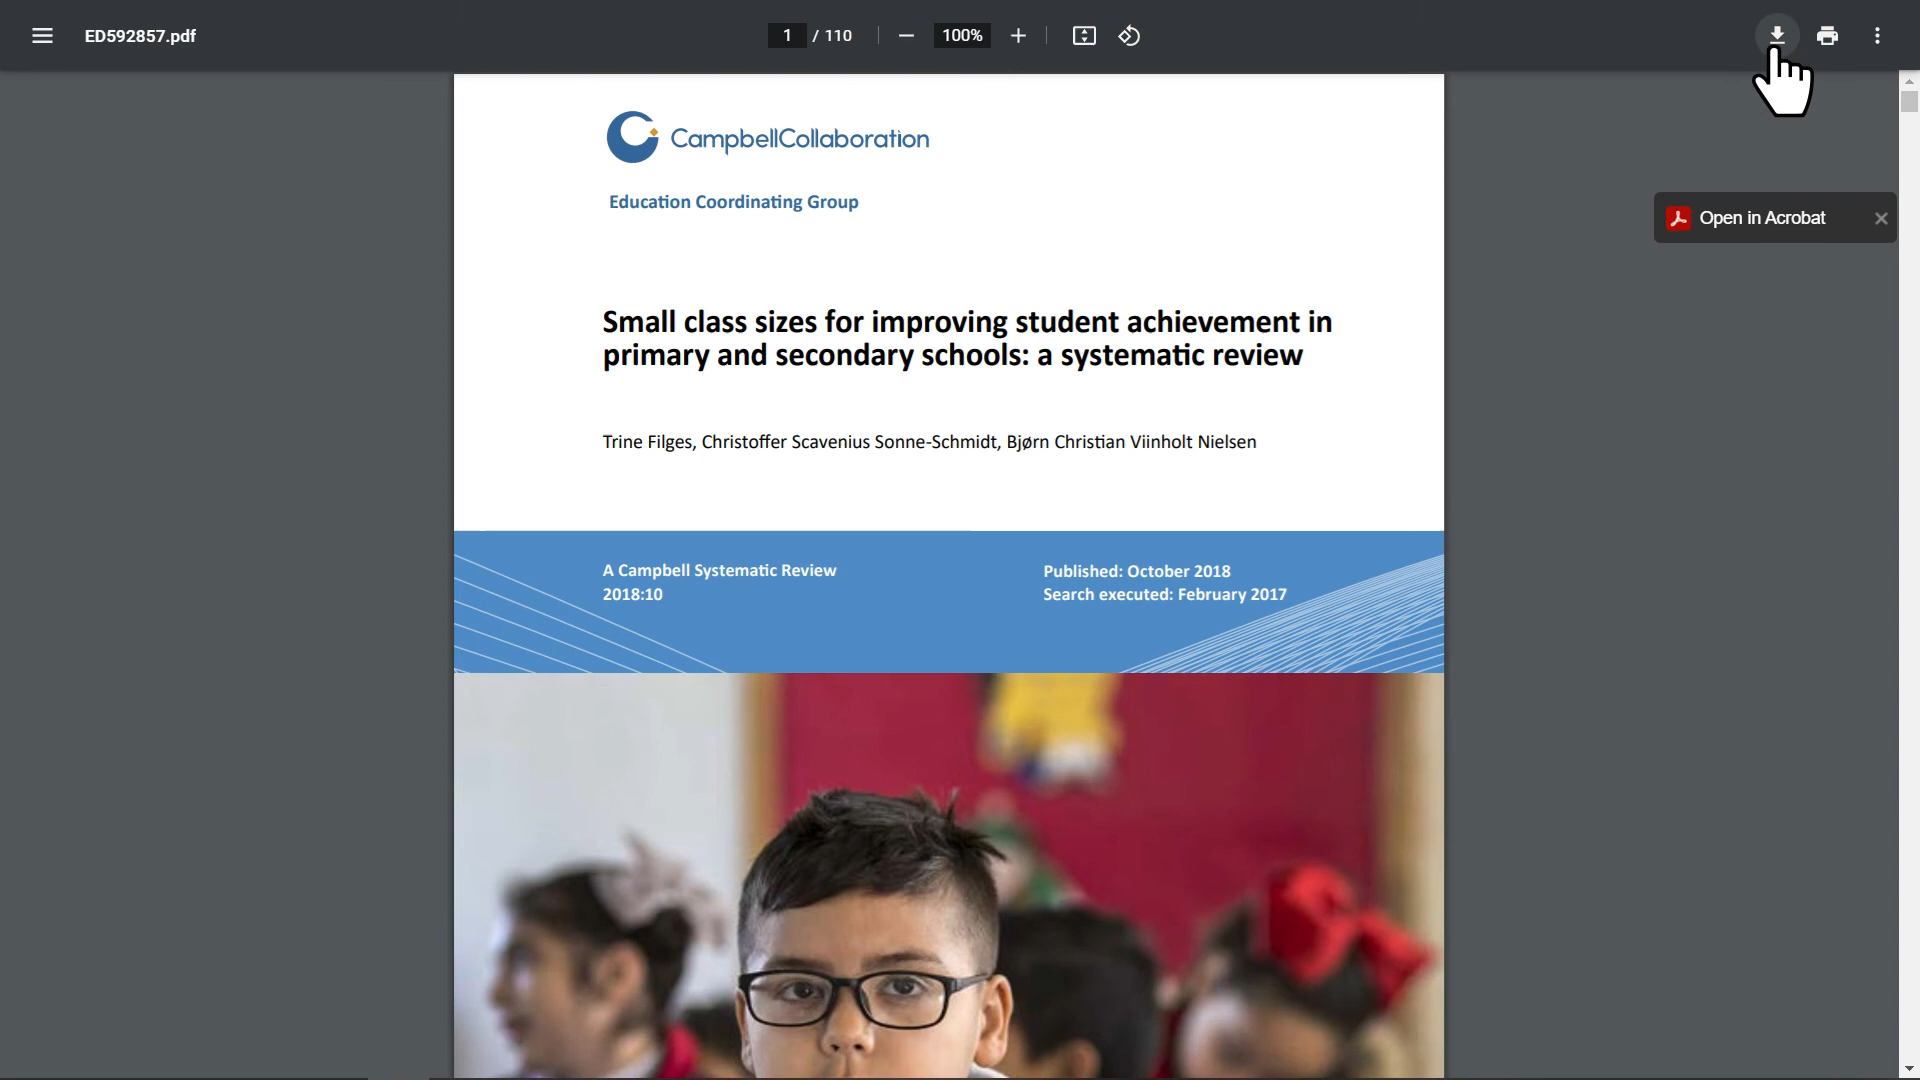 ED592857.pdf
1 / 110
100%
CampbellCollaboration
Education Coordinating Group
Open in Acrobat
Small class sizes for improving student achievement in
primary and secondary schools: a systematic review
Trine Filges, Christoffer Scavenius Sonne-Schmidt, Bjørn Christian Viinholt Nielsen
A Campbell Systematic Review
2018:10
Published: October 2018
Search executed: February 2017